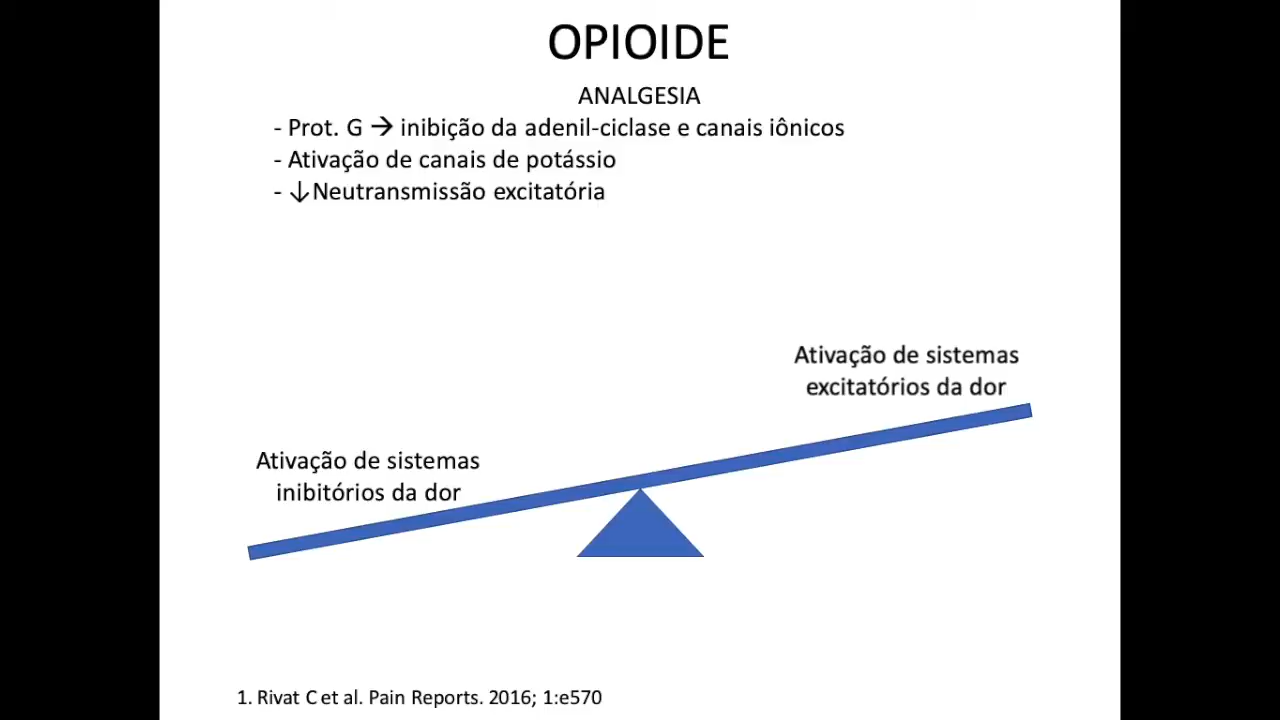 OPIOIDE
ANALGESIA
- Prot. G → inibição da adenil-ciclase e canais iônicos
- Ativação de canais de potássio
- ↓Neutransmissão excitatória
Ativação de sistemas
excitatórios da dor
Ativação de sistemas
inibitórios da dor
1. Rivat C et al. Pain Reports. 2016; 1:e570